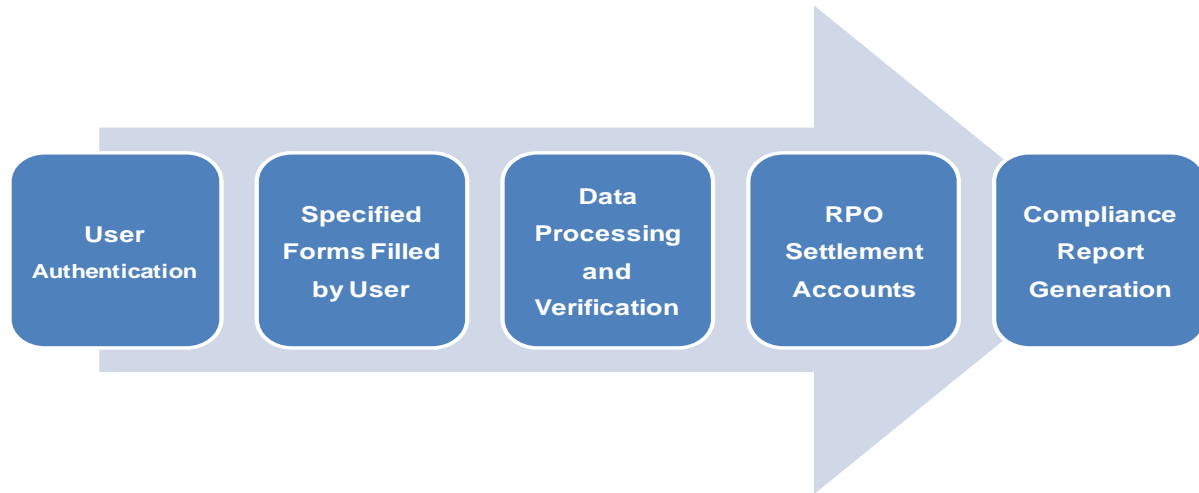 User
Authentication
Specified
Forms Filled
by User
Data
Processing
and
Verification
RPO
Settlement
Accounts
Compliance
Report
Generation